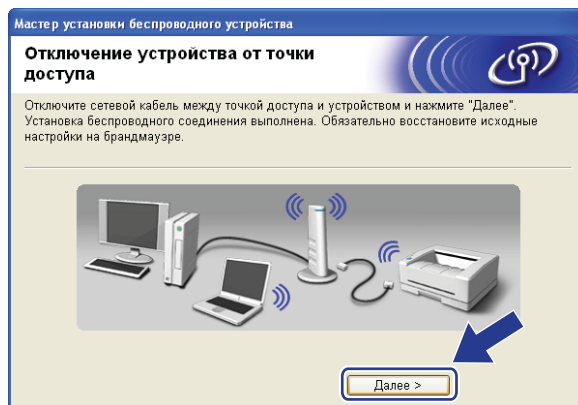 Мастер установки беспроводного устройства
Отключение устройства от точки
доступа
Отключите сетевой кабель между точкой доступа и устройством и нажмите "Далее".
Установка беспроводного соединения выполнена. Обязательно восстановите исходные
настройки на брандмауэре.
Далее >